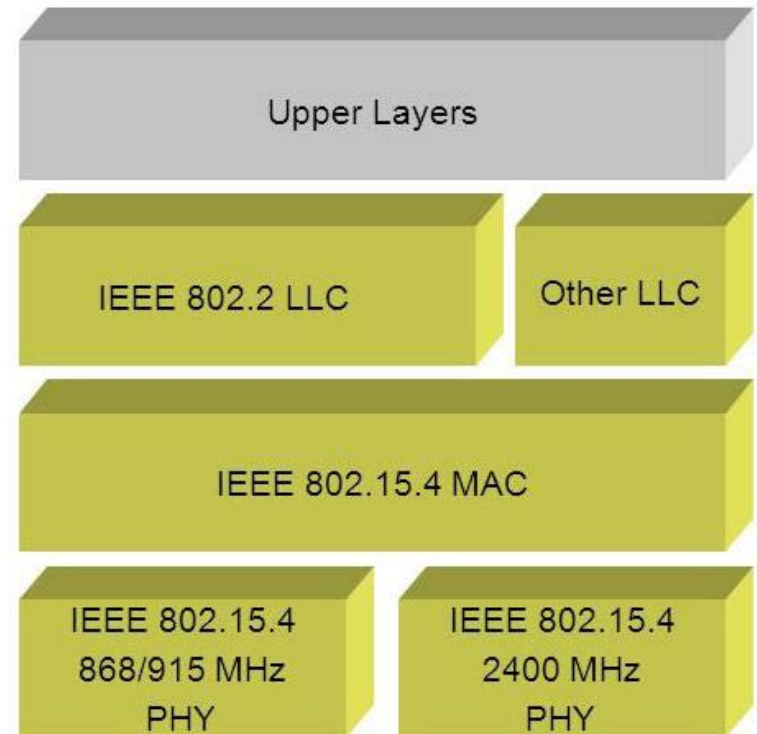 Upper Layers
IEEE 802.2 LLC
Other LLC
IEEE 802.15.4 MAC
IEEE 802.15.4
868/915 MHz
PHY
IEEE 802.15.4
2400 MHz
PHY